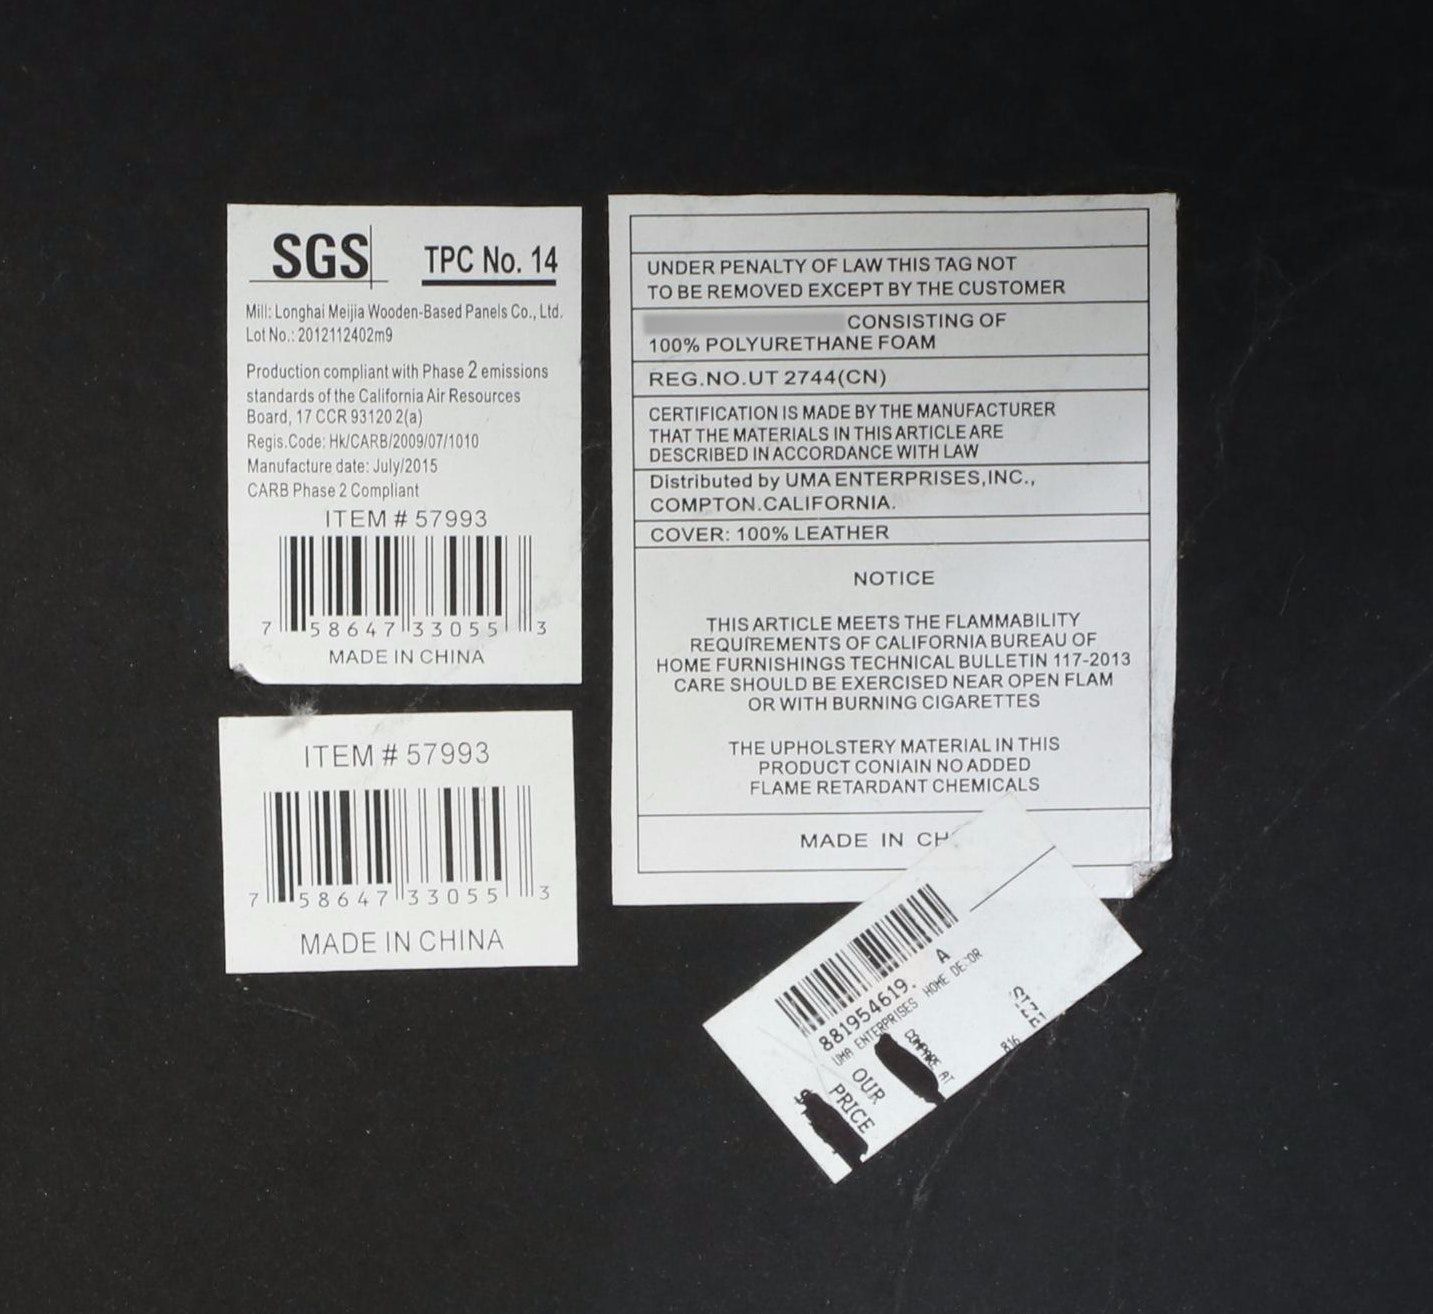 SGS TPC No. 14
Mill: Longhai Meijia Wooden-Based Panels Co., Ltd.
Lot No.: 2012112402m9
Production compliant with Phase 2 emissions
standards of the California Air Resources
Board, 17 CCR 93120 2(a)
Regis.Code: Hk/CARB/2009/07/1010
Manufacture date: July/2015
CARB Phase 2 Compliant
ITEM # 57993
7 58647 33055 3
MADE IN CHINA
ITEM # 57993
7 58647 33055 3
MADE IN CHINA
UNDER PENALTY OF LAW THIS TAG NOT
TO BE REMOVED EXCEPT BY THE CUSTOMER
CONSISTING OF
100% POLYURETHANE FOAM
REG.NO.UT 2744(CN)
CERTIFICATION IS MADE BY THE MANUFACTURER
THAT THE MATERIALS IN THIS ARTICLE ARE
DESCRIBED IN ACCORDANCE WITH LAW
Distributed by UMA ENTERPRISES,INC.,
COMPTON.CALIFORNIA.
COVER: 100% LEATHER
NOTICE
THIS ARTICLE MEETS THE FLAMMABILITY
REQUIREMENTS OF CALIFORNIA BUREAU OF
HOME FURNISHINGS TECHNICAL BULLETIN 117-2013
CARE SHOULD BE EXERCISED NEAR OPEN FLAM
OR WITH BURNING CIGARETTES
THE UPHOLSTERY MATERIAL IN THIS
PRODUCT CONIAIN NO ADDED
FLAME RETARDANT CHEMICALS
MADE IN CH
881954619. A
UMA ENTERPRISES HOME DECOR
COMPARE AT
OUR
PRICE
$
816